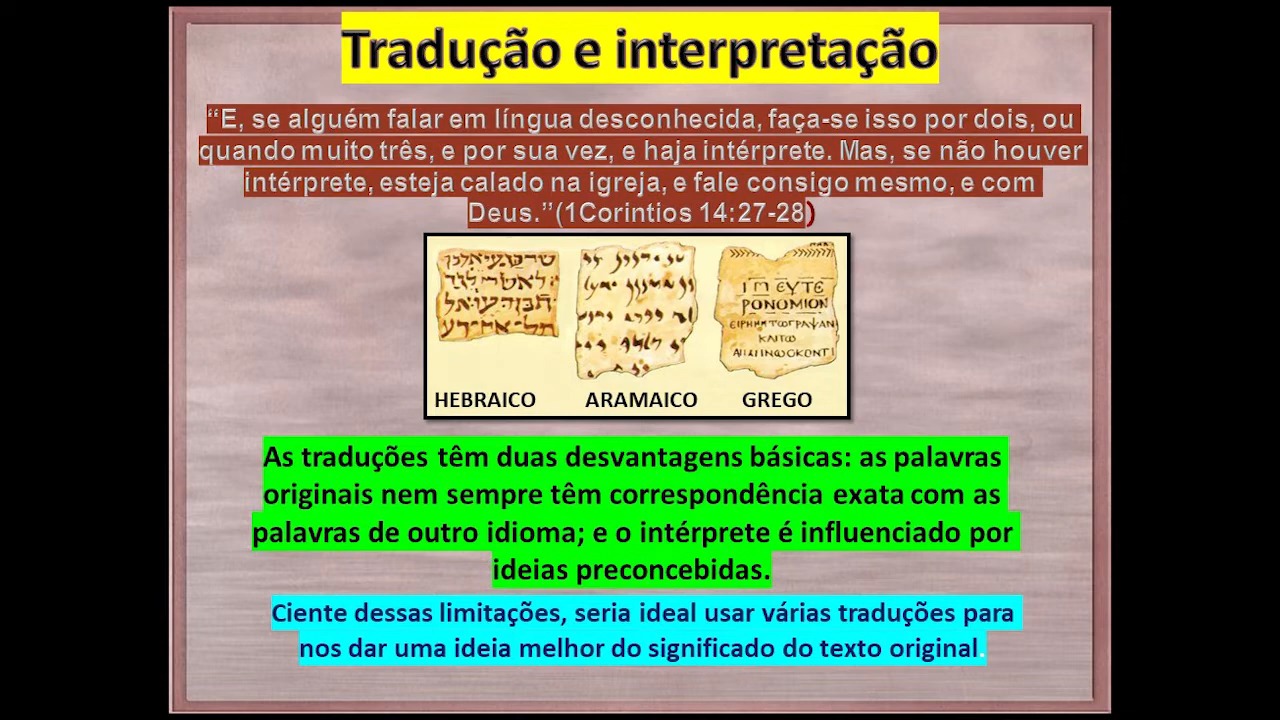 Tradução e interpretação
“E, se alguém falar em língua desconhecida, faça-se isso por dois, ou
quando muito três, e por sua vez, e haja intérprete. Mas, se não houver
intérprete, esteja calado na igreja, e fale consigo mesmo, e com
Deus.”(1Corintios 14:27-28)
HEBRAICO ARAMAICO GREGO
As traduções têm duas desvantagens básicas: as palavras
originais nem sempre têm correspondência exata com as
palavras de outro idioma; e o intérprete é influenciado por
ideias preconcebidas.
Ciente dessas limitações, seria ideal usar várias traduções para
nos dar uma ideia melhor do significado do texto original.